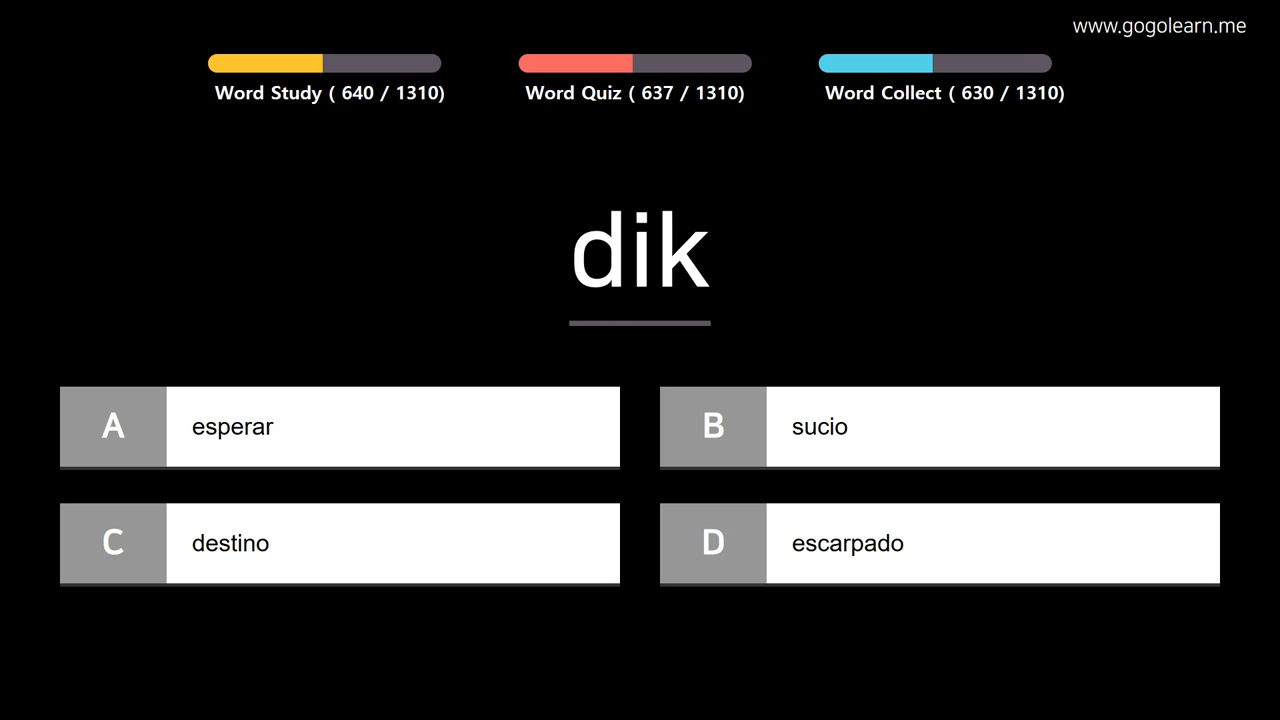 www.gogolearn.me
Word Study ( 640 / 1310)
Word Quiz ( 637 / 1310)
Word Collect ( 630 / 1310)
dik
A esperar
B sucio
C destino
D escarpado